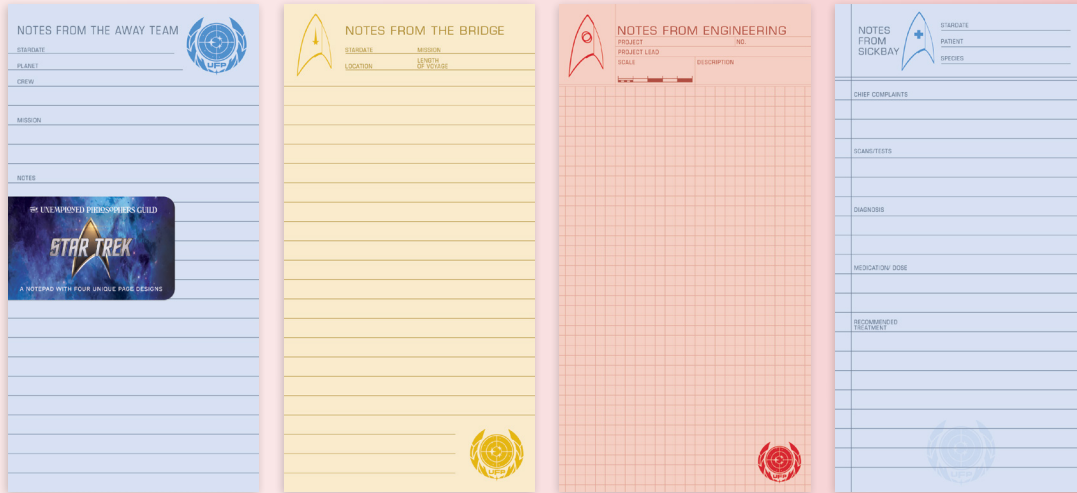 NOTES FROM THE AWAY TEAM
STARDATE
PLANET
CREW
MISSION
NOTES
UFP
THE UNEMPLOYED PHILOSOPHERS GUILD
STAR TREK
A NOTEPAD WITH FOUR UNIQUE PAGE DESIGNS
NOTES FROM THE BRIDGE
STARDATE MISSION
LOCATION LENGTH
OF VOYAGE
UFP
NOTES FROM ENGINEERING
PROJECT NO.
PROJECT LEAD
SCALE DESCRIPTION
UFP
NOTES
FROM
SICKBAY
STARDATE
PATIENT
SPECIES
CHIEF COMPLAINTS
SCANS/TESTS
DIAGNOSIS
MEDICATION/ DOSE
RECOMMENDED
TREATMENT
UFP